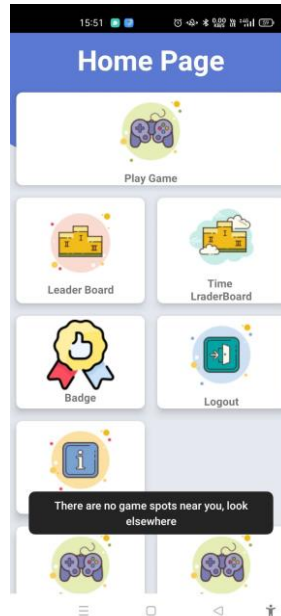 15:51
Home Page
Play Game
Leader Board
Time
LraderBoard
Badge
Logout
There are no game spots near you, look
elsewhere